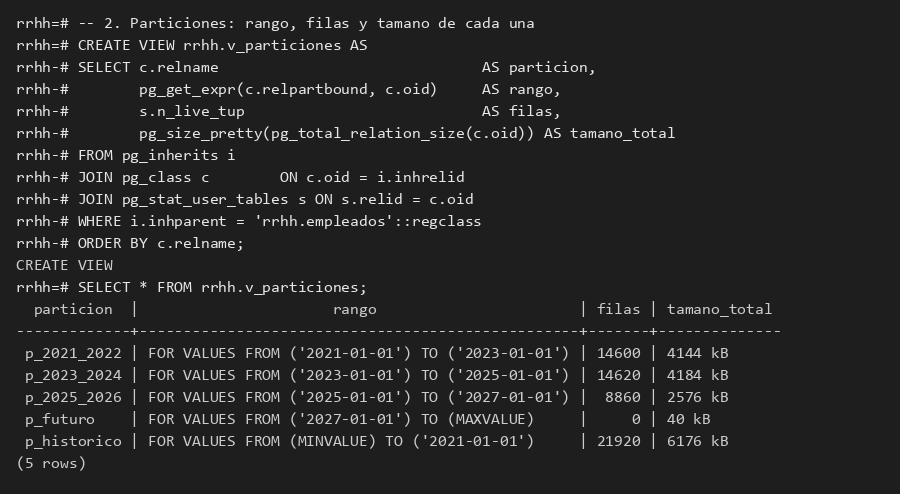 rrhh=# -- 2. Particiones: rango, filas y tamano de cada una
rrhh=# CREATE VIEW rrhh.v_particiones AS
rrhh-# SELECT c.relname                              AS particion,
rrhh-#        pg_get_expr(c.relpartbound, c.oid)     AS rango,
rrhh-#        s.n_live_tup                           AS filas,
rrhh-#        pg_size_pretty(pg_total_relation_size(c.oid)) AS tamano_total
rrhh-# FROM pg_inherits i
rrhh-# JOIN pg_class c        ON c.oid = i.inhrelid
rrhh-# JOIN pg_stat_user_tables s ON s.relid = c.oid
rrhh-# WHERE i.inhparent = 'rrhh.empleados'::regclass
rrhh-# ORDER BY c.relname;
CREATE VIEW
rrhh=# SELECT * FROM rrhh.v_particiones;
  particion  |                      rango                       | filas | tamano_total
-------------+--------------------------------------------------+-------+--------------
 p_2021_2022 | FOR VALUES FROM ('2021-01-01') TO ('2023-01-01') | 14600 | 4144 kB
 p_2023_2024 | FOR VALUES FROM ('2023-01-01') TO ('2025-01-01') | 14620 | 4184 kB
 p_2025_2026 | FOR VALUES FROM ('2025-01-01') TO ('2027-01-01') |  8860 | 2576 kB
 p_futuro    | FOR VALUES FROM ('2027-01-01') TO (MAXVALUE)     |     0 | 40 kB
 p_historico | FOR VALUES FROM (MINVALUE) TO ('2021-01-01')     | 21920 | 6176 kB
(5 rows)